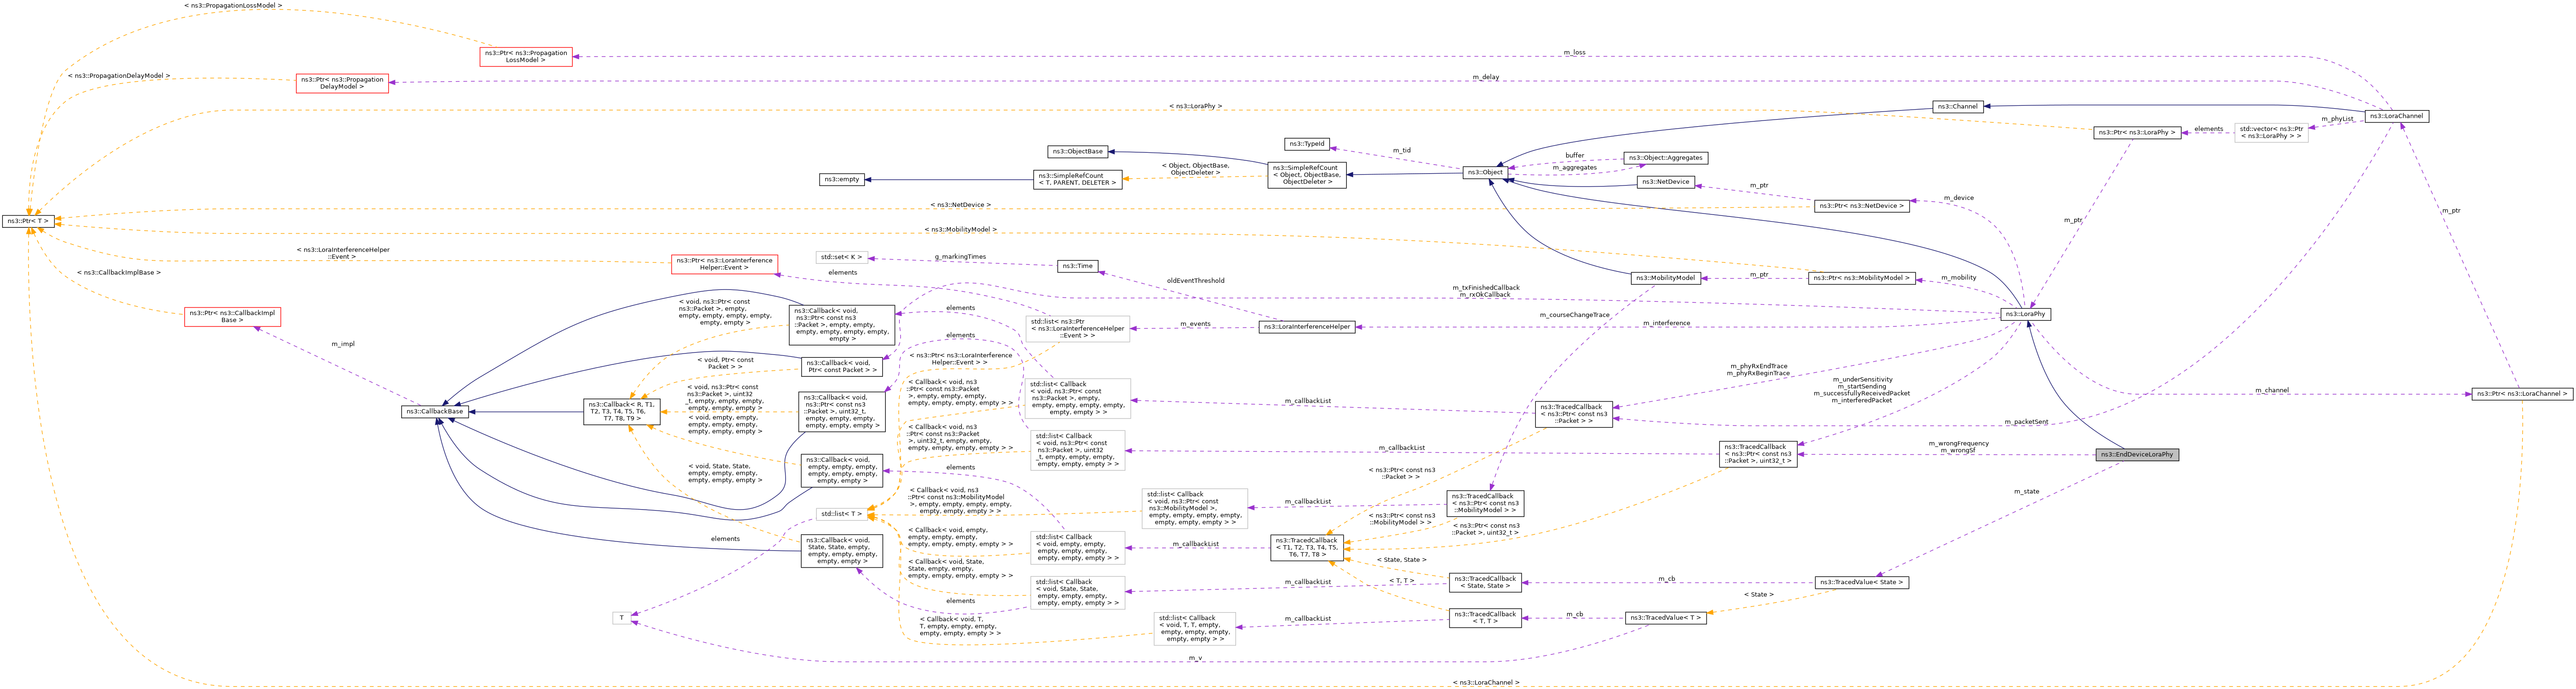 < ns3::PropagationLossModel >
ns3::Ptr< ns3::Propagation
LossModel >
m_loss
< ns3::PropagationDelayModel >
ns3::Ptr< ns3::Propagation
DelayModel >
m_delay
< ns3::LoraPhy >
ns3::Channel
ns3::LoraChannel
m_phyList
std::vector< ns3::Ptr
< ns3::LoraPhy > >
elements
ns3::Ptr< ns3::LoraPhy >
ns3::TypeId
m_tid
ns3::ObjectBase
buffer
ns3::Object::Aggregates
m_aggregates
< Object, ObjectBase,
ObjectDeleter >
ns3::SimpleRefCount
< Object, ObjectBase,
ObjectDeleter >
ns3::Object
ns3::empty
ns3::SimpleRefCount
< T, PARENT, DELETER >
ns3::NetDevice
m_ptr
ns3::Ptr< ns3::NetDevice >
m_device
m_ptr
m_ptr
< ns3::NetDevice >
ns3::Ptr< T >
< ns3::MobilityModel >
< ns3::LoraInterferenceHelper
::Event >
ns3::Ptr< ns3::LoraInterference
Helper::Event >
std::set< K >
g_markingTimes
ns3::Time
< ns3::CallbackImplBase >
elements
oldEventThreshold
ns3::MobilityModel
m_ptr
ns3::Ptr< ns3::MobilityModel >
m_mobility
m_txFinishedCallback
m_rxOkCallback
ns3::Ptr< ns3::CallbackImpl
Base >
< void, ns3::Ptr< const
ns3::Packet >, empty,
empty, empty, empty, empty,
empty, empty >
ns3::Callback< void,
ns3::Ptr< const ns3
::Packet >, empty, empty,
empty, empty, empty, empty,
empty >
elements
std::list< ns3::Ptr
< ns3::LoraInterferenceHelper
::Event > >
m_events
ns3::LoraInterferenceHelper
m_courseChangeTrace
m_interference
ns3::LoraPhy
m_impl
elements
< void, Ptr< const
Packet > >
ns3::Callback< void,
Ptr< const Packet > >
< ns3::Ptr< ns3::LoraInterference
Helper::Event > >
m_phyRxEndTrace
m_phyRxBeginTrace
< void, ns3::Ptr< const
ns3::Packet >, uint32
_t, empty, empty, empty,
empty, empty, empty >
ns3::Callback< void,
ns3::Ptr< const ns3
::Packet >, uint32_t,
empty, empty, empty,
empty, empty, empty >
< Callback< void, ns3
::Ptr< const ns3::Packet
>, empty, empty, empty,
empty, empty, empty, empty > >
std::list< Callback
< void, ns3::Ptr< const
ns3::Packet >, empty,
empty, empty, empty, empty,
empty, empty > >
m_callbackList
m_underSensitivity
m_startSending
m_successfullyReceivedPacket
m_interferedPacket
m_channel
ns3::Ptr< ns3::LoraChannel >
ns3::CallbackBase
ns3::Callback< R, T1,
T2, T3, T4, T5, T6,
T7, T8, T9 >
ns3::TracedCallback
< ns3::Ptr< const ns3
::Packet > >
m_packetSent
< void, empty, empty,
empty, empty, empty,
empty, empty, empty >
< Callback< void, ns3
::Ptr< const ns3::Packet
>, uint32_t, empty, empty,
empty, empty, empty, empty > >
std::list< Callback
< void, ns3::Ptr< const
ns3::Packet >, uint32
_t, empty, empty, empty,
empty, empty, empty > >
m_callbackList
ns3::TracedCallback
< ns3::Ptr< const ns3
::Packet >, uint32_t >
m_wrongFrequency
m_wrongSf
ns3::EndDeviceLoraPhy
ns3::Callback< void,
empty, empty, empty,
empty, empty, empty,
empty, empty >
< void, State, State,
empty, empty, empty,
empty, empty, empty >
elements
< ns3::Ptr< const ns3
::Packet > >
< Callback< void, ns3
::Ptr< const ns3::MobilityModel
>, empty, empty, empty, empty,
empty, empty, empty > >
std::list< Callback
< void, ns3::Ptr< const
ns3::MobilityModel >,
empty, empty, empty, empty,
empty, empty, empty > >
m_callbackList
ns3::TracedCallback
< ns3::Ptr< const ns3
::MobilityModel > >
m_state
std::list< T >
< ns3::Ptr< const ns3
::MobilityModel > >
< ns3::Ptr< const ns3
::Packet >, uint32_t >
elements
ns3::Callback< void,
State, State, empty,
empty, empty, empty,
empty, empty >
< Callback< void, empty,
empty, empty, empty,
empty, empty, empty, empty > >
std::list< Callback
< void, empty, empty,
empty, empty, empty,
empty, empty, empty > >
m_callbackList
ns3::TracedCallback
< T1, T2, T3, T4, T5,
T6, T7, T8 >
< State, State >
< Callback< void, State,
State, empty, empty,
empty, empty, empty, empty > >
std::list< Callback
< void, State, State,
empty, empty, empty,
empty, empty, empty > >
m_callbackList
< T, T >
ns3::TracedCallback
< State, State >
m_cb
ns3::TracedValue< State >
< State >
elements
T
< Callback< void, T,
T, empty, empty, empty,
empty, empty, empty > >
std::list< Callback
< void, T, T, empty,
empty, empty, empty,
empty, empty > >
m_callbackList
ns3::TracedCallback
< T, T >
m_cb
ns3::TracedValue< T >
m_v
< ns3::LoraChannel >